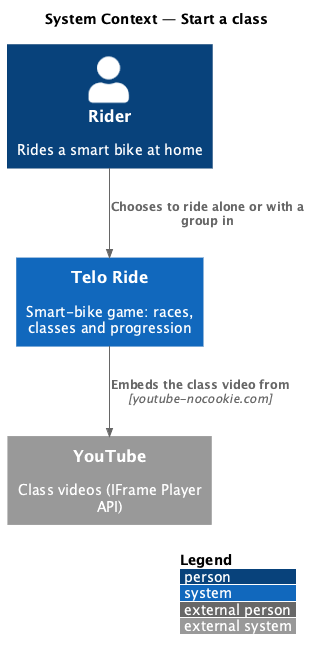 System Context — Start a class
Rider
Rides a smart bike at home
Chooses to ride alone or with a
group in
Telo Ride
Smart-bike game: races,
classes and progression
Embeds the class video from
[youtube-nocookie.com]
YouTube
Class videos (IFrame Player
API)
Legend
person
system
external person
external system